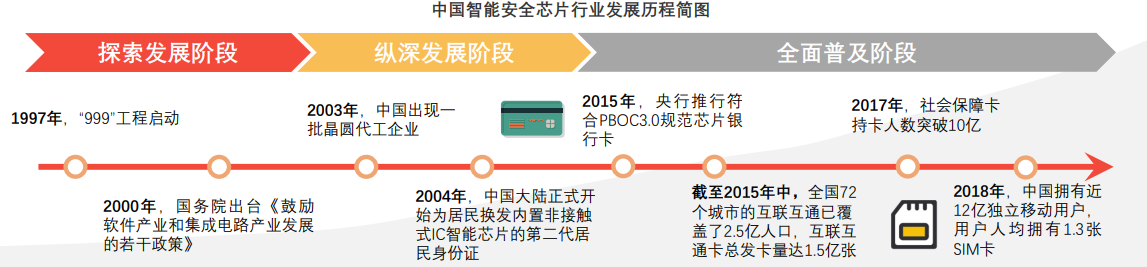 中国智能安全芯片行业发展历程简图
探索发展阶段
纵深发展阶段
全面普及阶段
1997年，“999”工程启动
2000年，国务院出台《鼓励
软件产业和集成电路产业发展
的若干政策》
2003年，中国出现一
批晶圆代工企业
2004年，中国大陆正式开
始为居民换发内置非接触
式IC智能芯片的第二代居
民身份证
2015年，央行推行符
合PBOC3.0规范芯片银
行卡
截至2015年中，全国72
个城市的互联互通已覆
盖了2.5亿人口，互联互
通卡总发卡量达1.5亿张
2017年，社会保障卡
持卡人数突破10亿
2018年，中国拥有近
12亿独立移动用户，
用户人均拥有1.3张
SIM卡